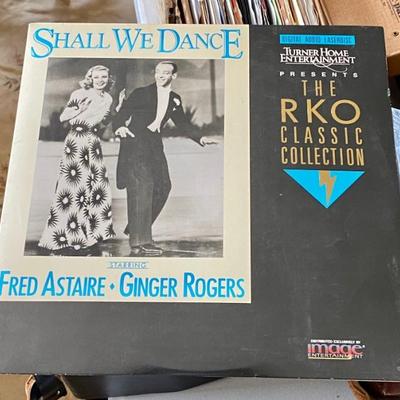 SHALL WE DANCE
STARRING
FRED ASTAIRE • GINGER ROGERS
DIGITAL AUDIO LASERDISC
TURNER HOME
ENTERTAINMENT
PRESENTS
THE
RKO
CLASSIC
COLLECTION
DISTRIBUTED EXCLUSIVELY BY
image
ENTERTAINMENT